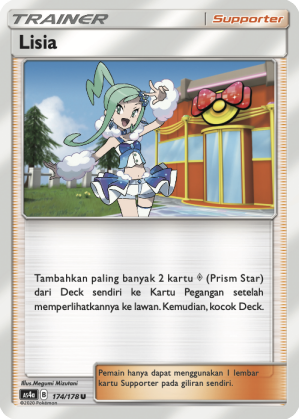 TRAINER Supporter
Lisia
Tambahkan paling banyak 2 kartu ♢ (Prism Star)
dari Deck sendiri ke Kartu Pegangan setelah
memperlihatkannya ke lawan. Kemudian, kocok Deck.
Illus.Megumi Mizutani
AS4a B 174/178 U
©2020 Pokémon
Pemain hanya dapat menggunakan 1 lembar
kartu Supporter pada giliran sendiri.